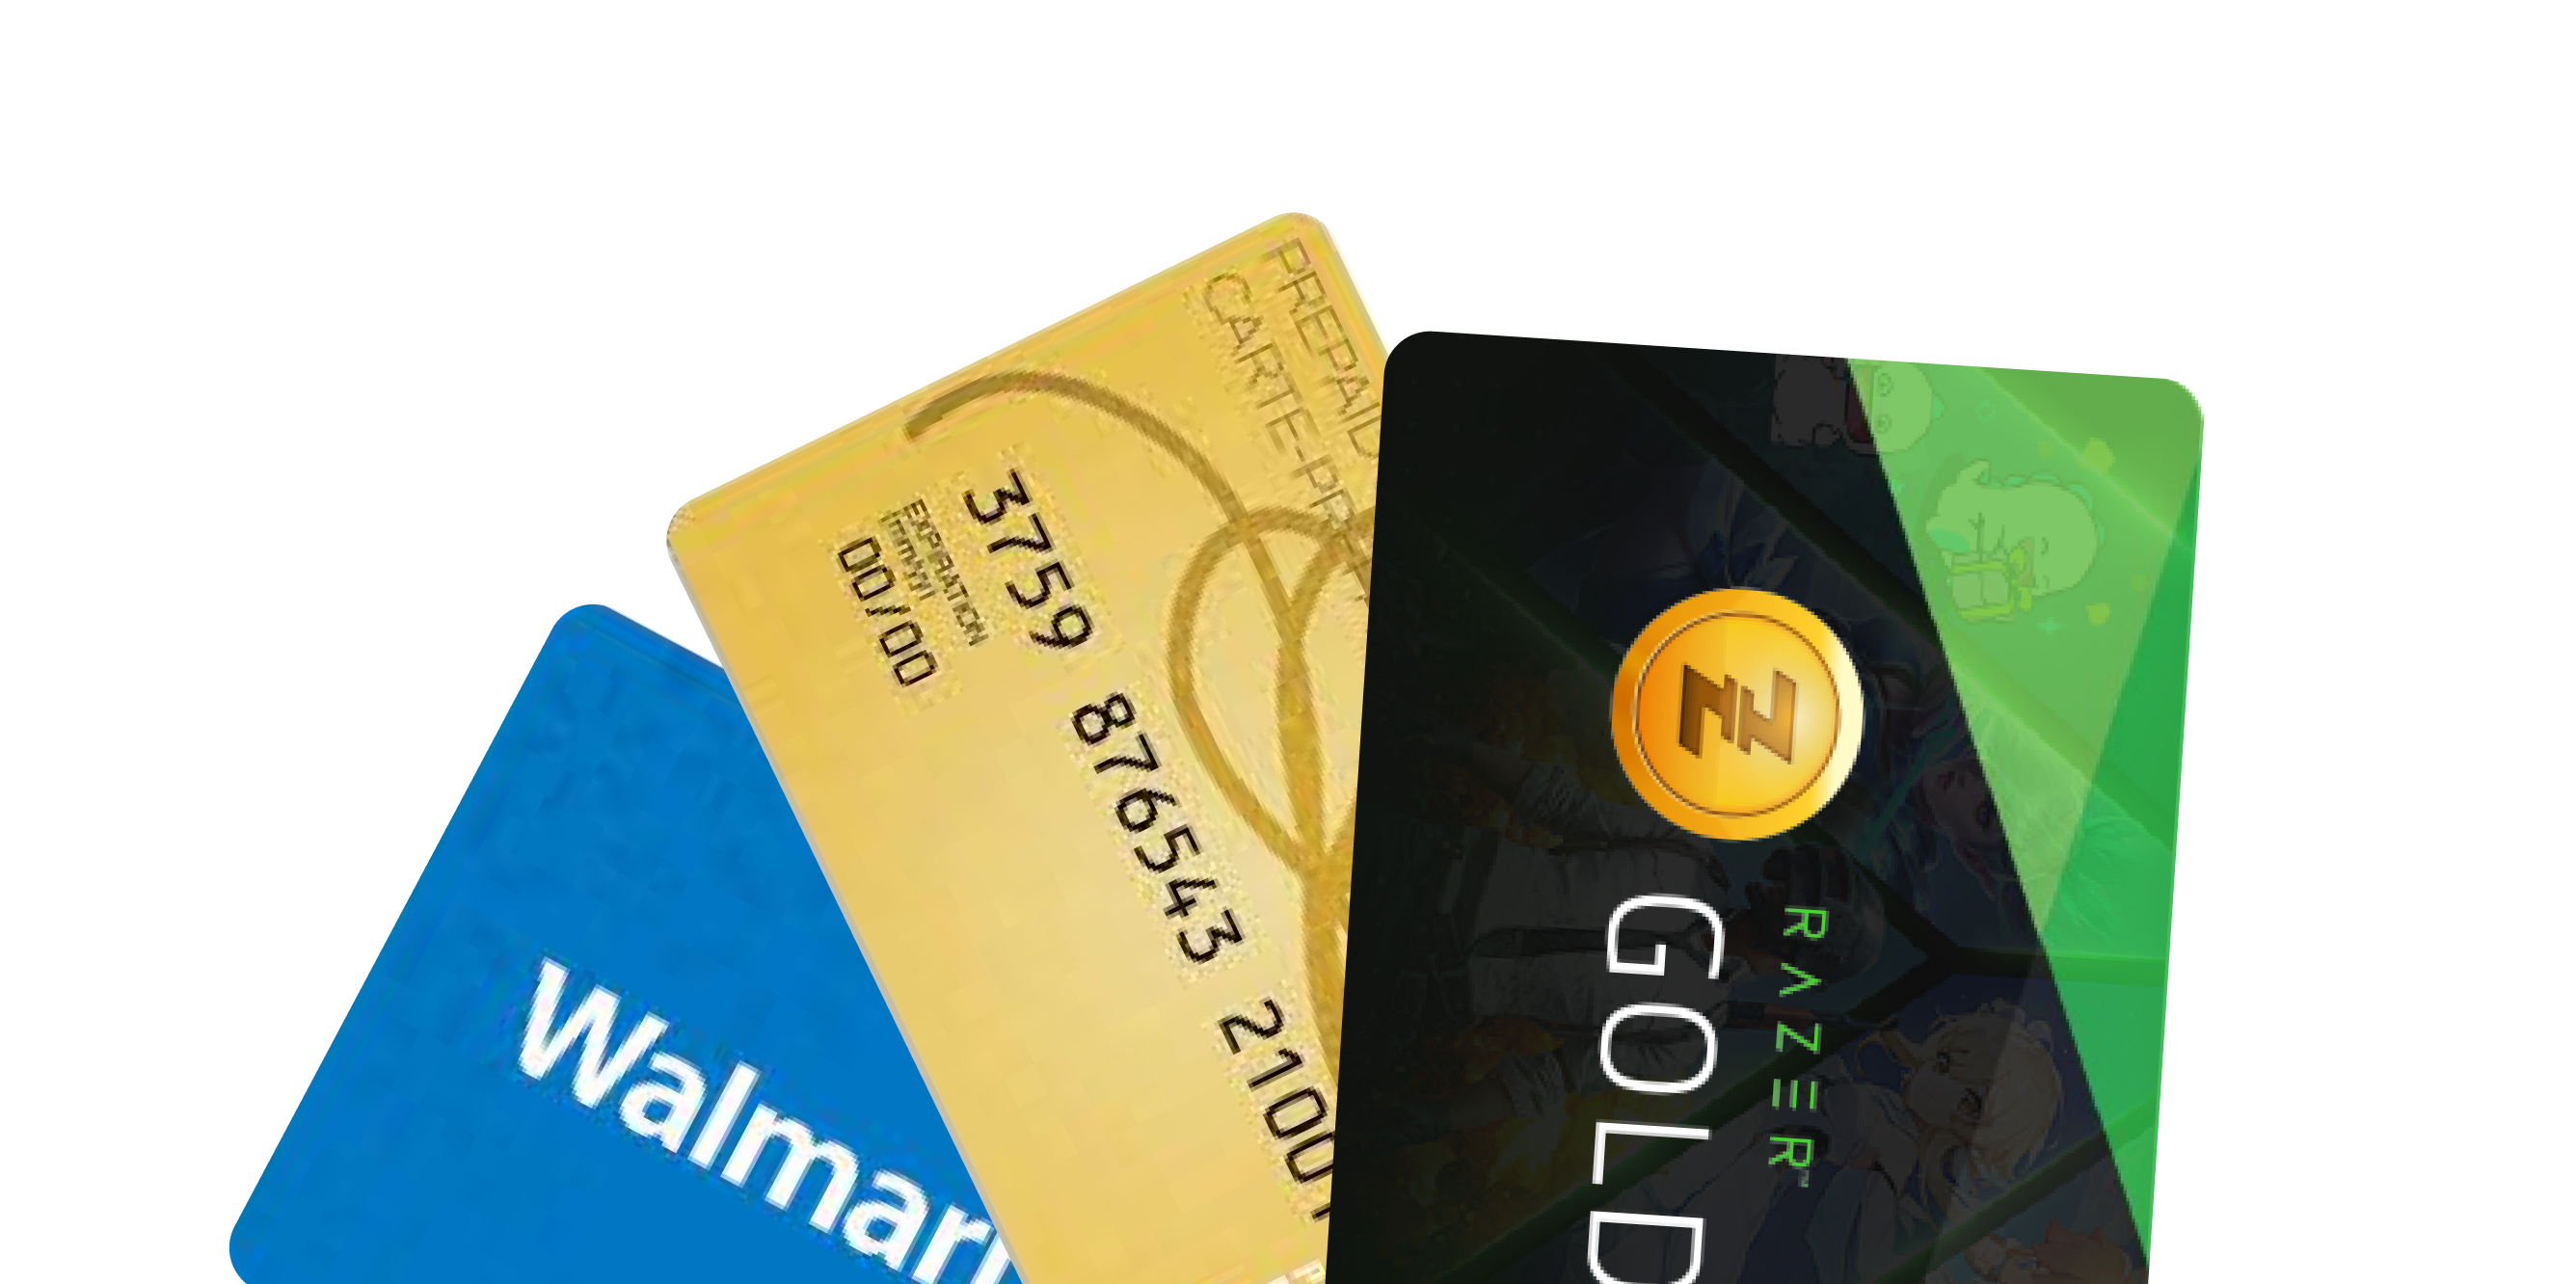 Walmar
PREPAID
CARTE-PR
3759 876543 2100
EXPIRATION
00/00
RAZER
GOLD